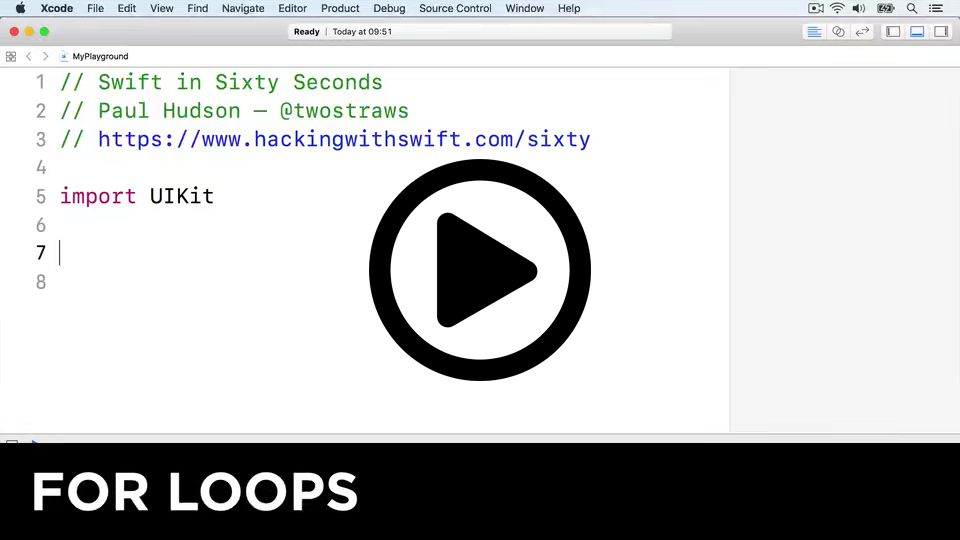 Xcode File Edit View Find Navigate Editor Product Debug Source Control Window Help
Ready | Today at 09:51
MyPlayground
1 // Swift in Sixty Seconds
2 // Paul Hudson — @twostraws
3 // https://www.hackingwithswift.com/sixty
4
5 import UIKit
6
7
8
FOR LOOPS